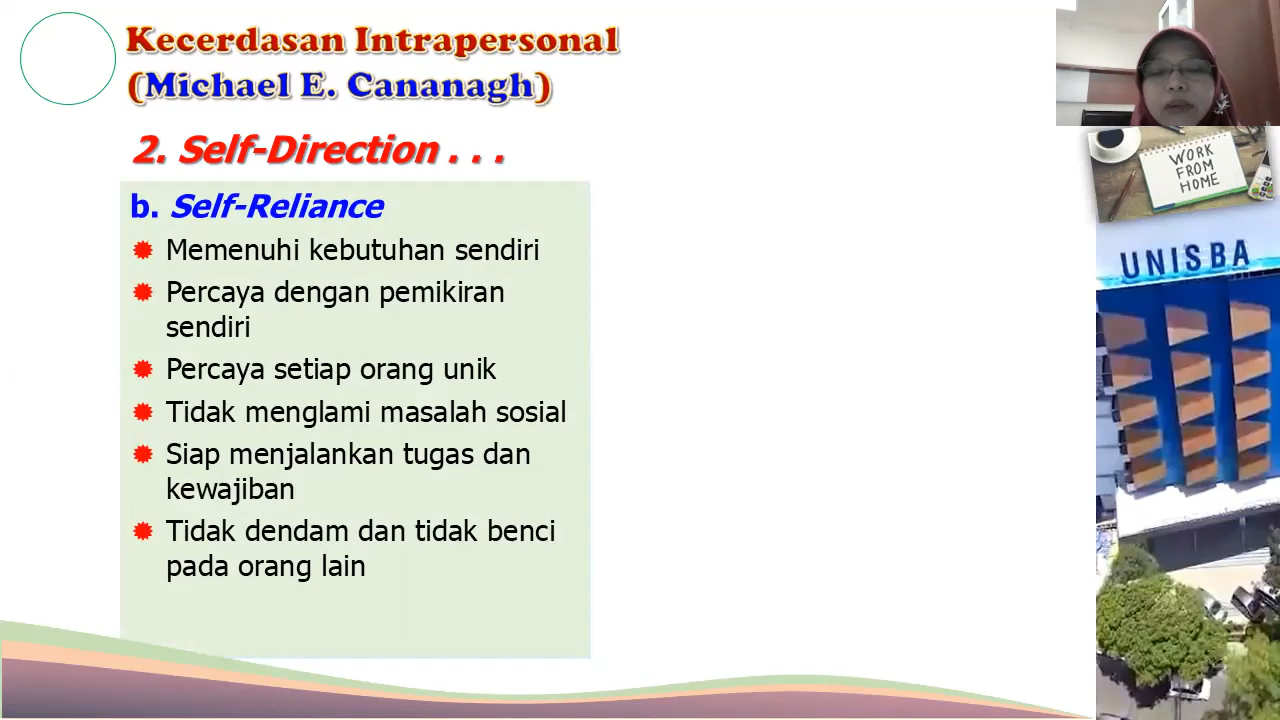 Kecerdasan Intrapersonal
(Michael E. Cananagh)
2. Self-Direction . . .
b. Self-Reliance
Memenuhi kebutuhan sendiri
Percaya dengan pemikiran
sendiri
Percaya setiap orang unik
Tidak menglami masalah sosial
Siap menjalankan tugas dan
kewajiban
Tidak dendam dan tidak benci
pada orang lain
WORK
FROM
HOME
UNISBA